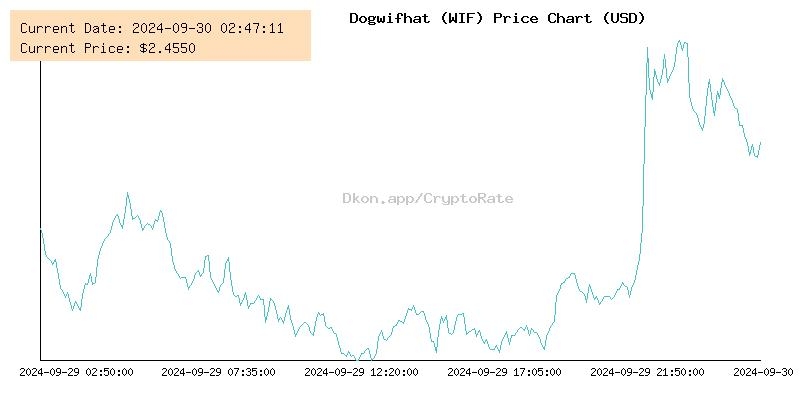 Dogwifhat (WIF) Price Chart (USD)
Current Date: 2024-09-30 02:47:11
Current Price: $2.4550
Dkon.app/CryptoRate
2024-09-29 02:50:00 2024-09-29 07:35:00 2024-09-29 12:20:00 2024-09-29 17:05:00 2024-09-29 21:50:00 2024-09-30